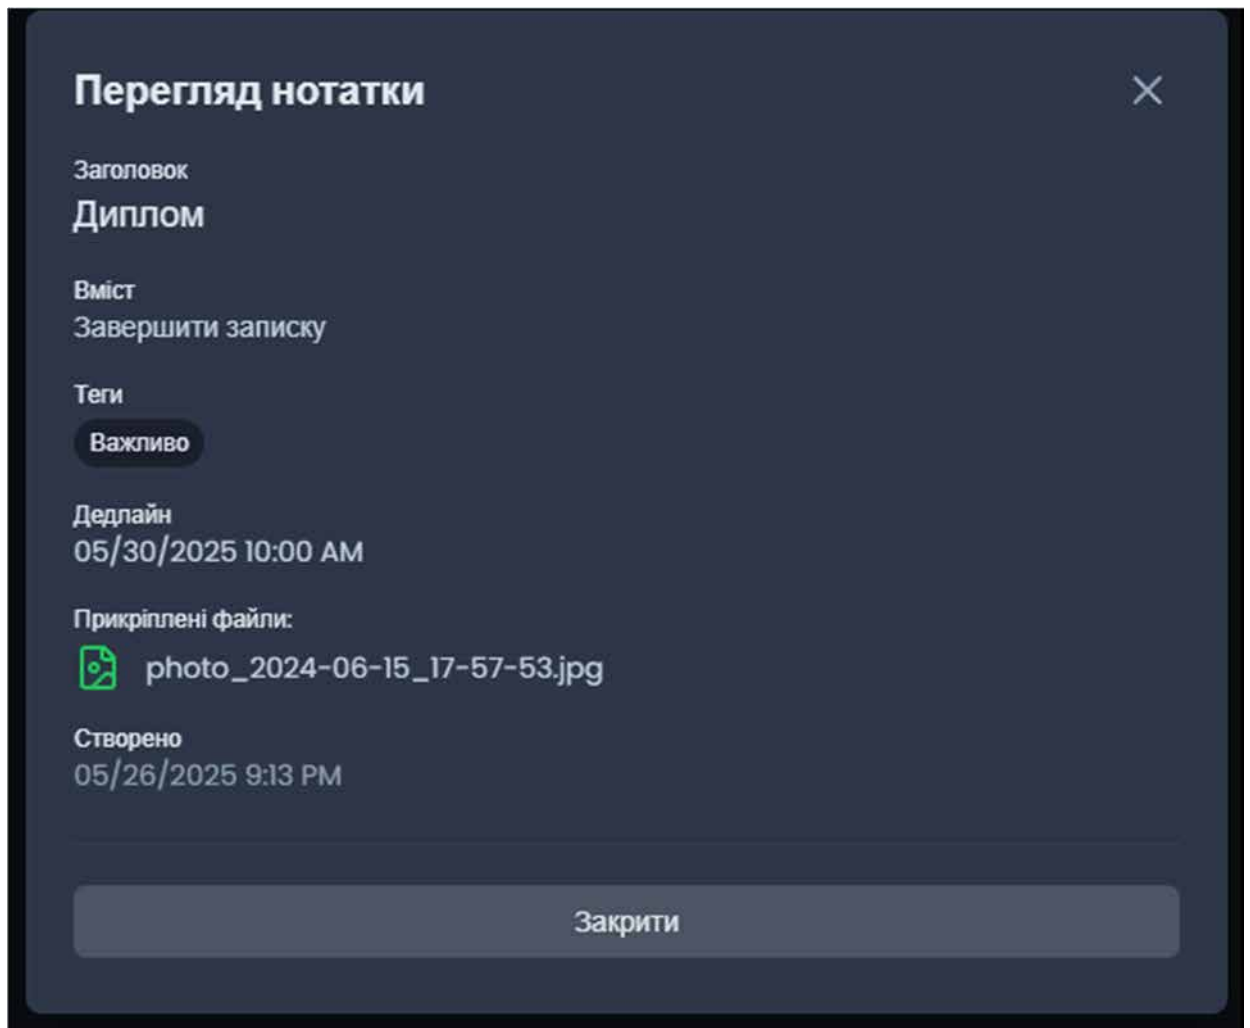 Перегляд нотатки
Заголовок
Диплом
Вміст
Завершити записку
Теги
Важливо
Дедлайн
05/30/2025 10:00 AM
Прикріплені файли:
photo_2024-06-15_17-57-53.jpg
Створено
05/26/2025 9:13 PM
Закрити